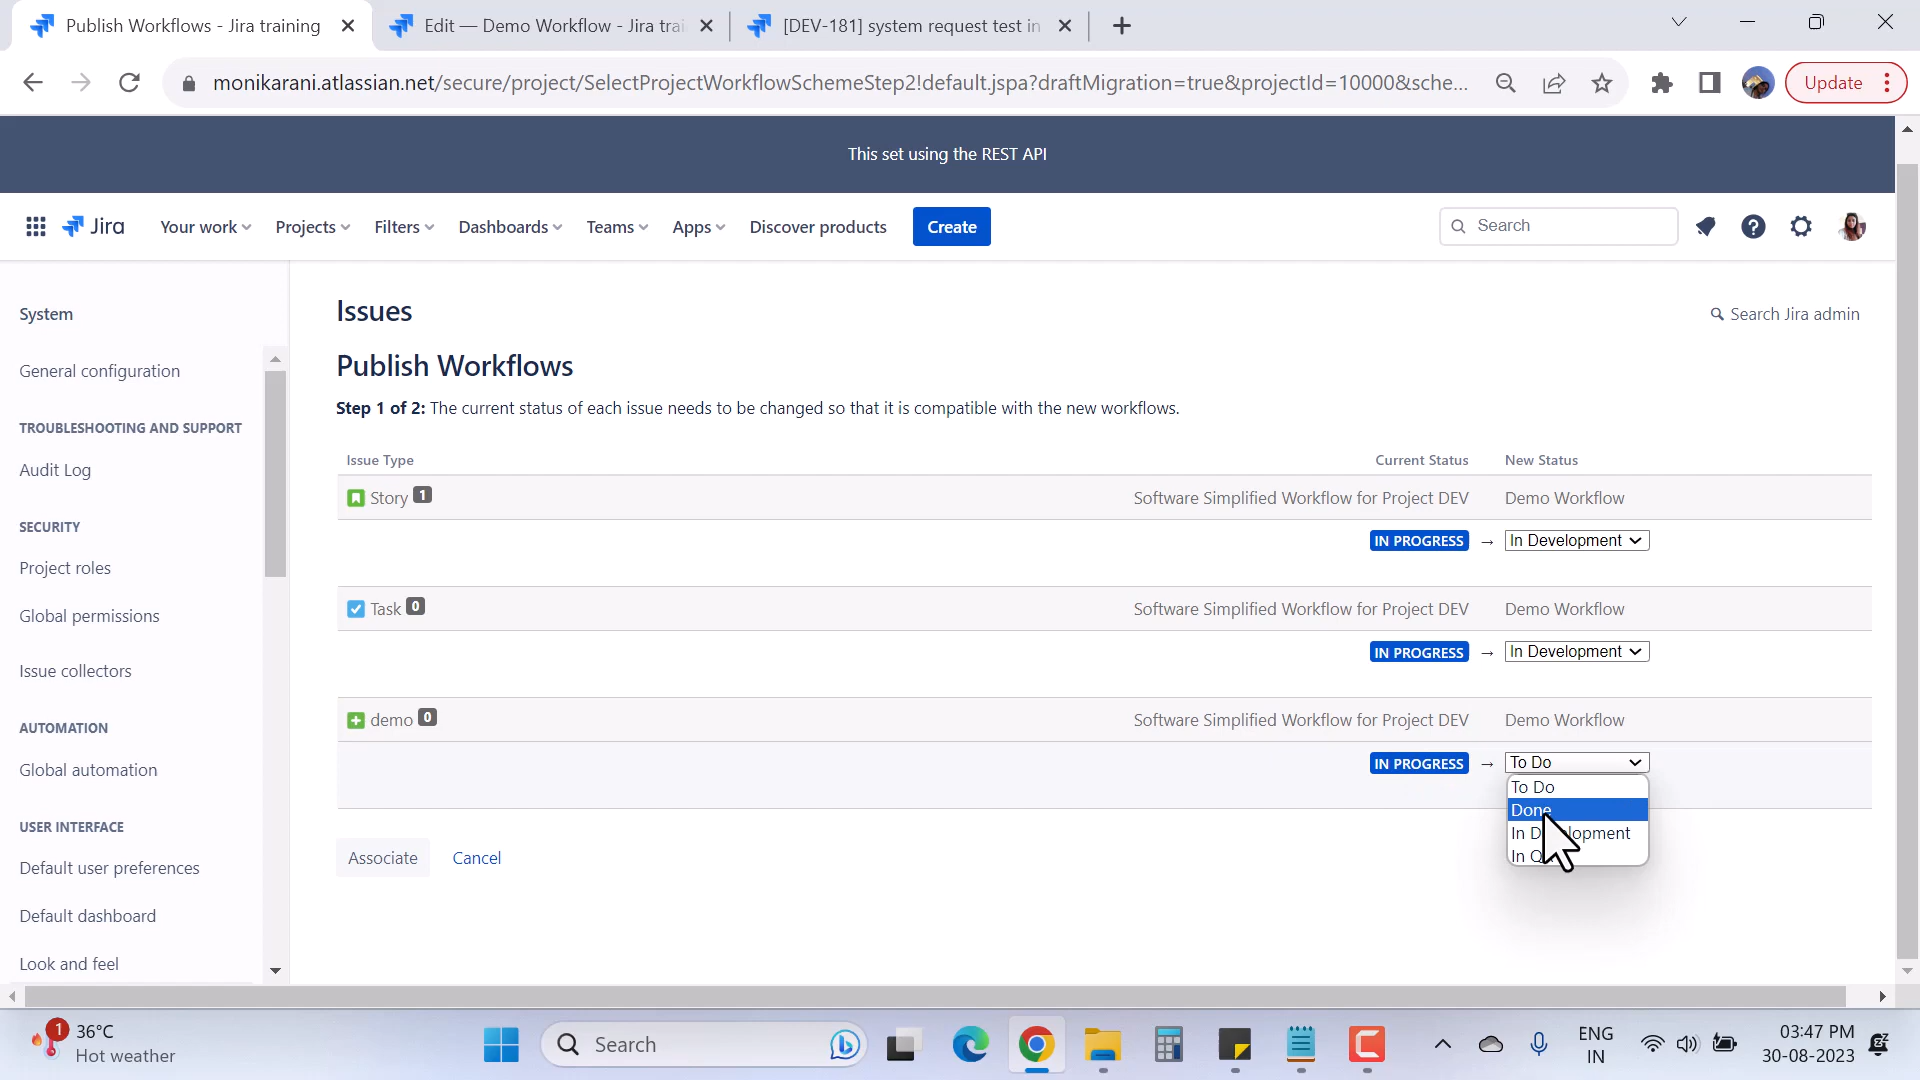 Publish Workflows - Jira training
Edit — Demo Workflow - Jira trai
[DEV-181] system request test in
monikarani.atlassian.net/secure/project/SelectProjectWorkflowSchemeStep2!default.jspa?draftMigration=true&projectId=10000&sche...
Update
This set using the REST API
Jira
Your work
Projects
Filters
Dashboards
Teams
Apps
Discover products
Create
Search
System
General configuration
TROUBLESHOOTING AND SUPPORT
Audit Log
SECURITY
Project roles
Global permissions
Issue collectors
AUTOMATION
Global automation
USER INTERFACE
Default user preferences
Default dashboard
Look and feel
Issues
Search Jira admin
Publish Workflows
Step 1 of 2: The current status of each issue needs to be changed so that it is compatible with the new workflows.
Issue Type Current Status New Status
Story 1 Software Simplified Workflow for Project DEV Demo Workflow
IN PROGRESS → In Development
Task 0 Software Simplified Workflow for Project DEV Demo Workflow
IN PROGRESS → In Development
demo 0 Software Simplified Workflow for Project DEV Demo Workflow
IN PROGRESS → To Do
To Do
Done
In
In
Associate Cancel
1
36°C
Hot weather
Search
ENG
IN
03:47 PM
30-08-2023